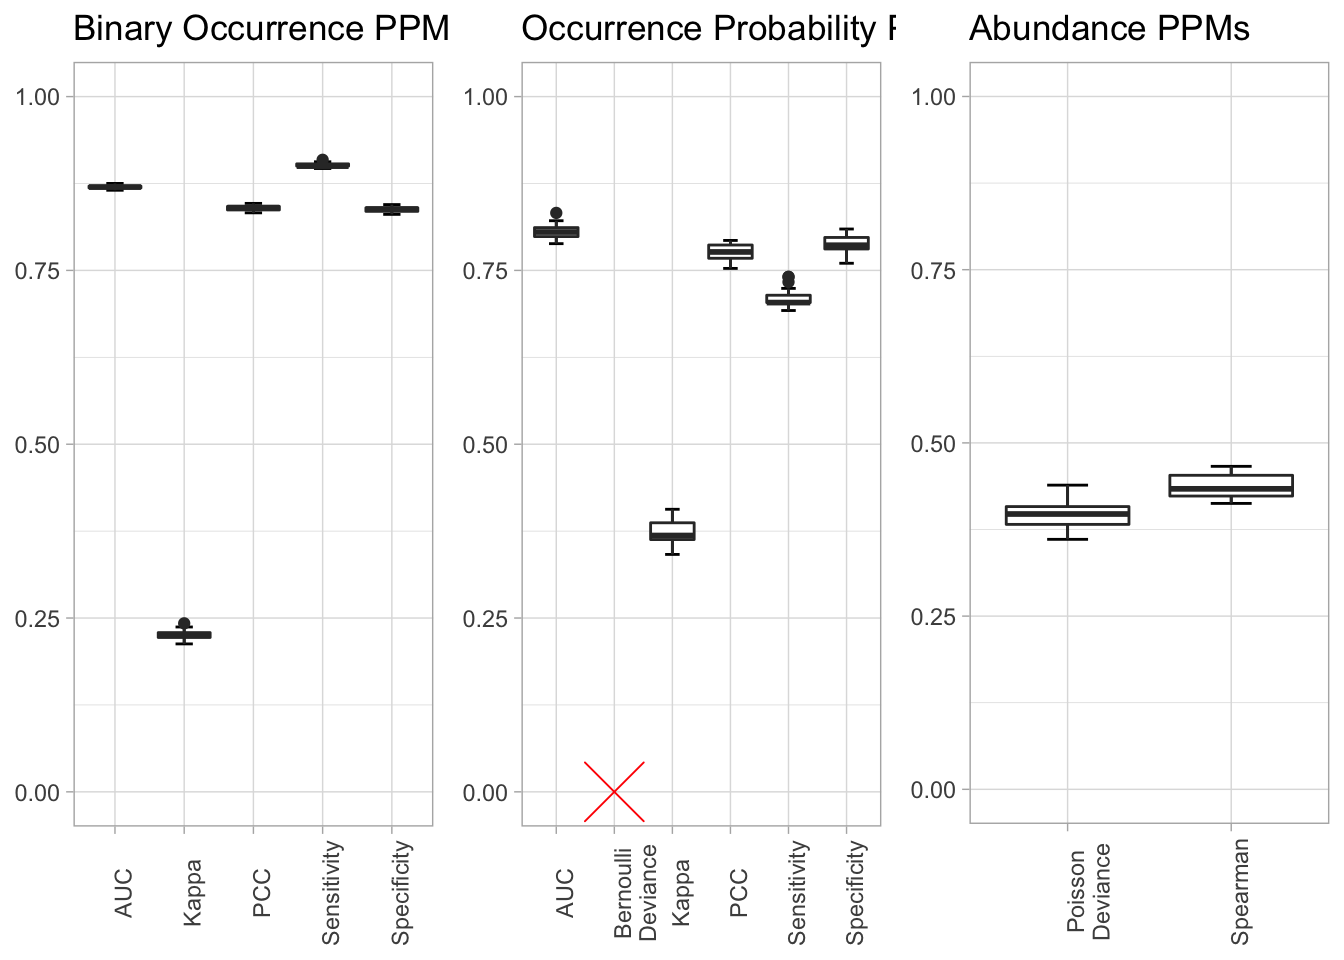 Binary Occurrence PPM
1.00
0.75
0.50
0.25
0.00
AUC
Kappa
PCC
Sensitivity
Specificity
Occurrence Probability
1.00
0.75
0.50
0.25
0.00
AUC
Bernoulli
Deviance
Kappa
PCC
Sensitivity
Specificity
Abundance PPMs
1.00
0.75
0.50
0.25
0.00
Poisson
Deviance
Spearman